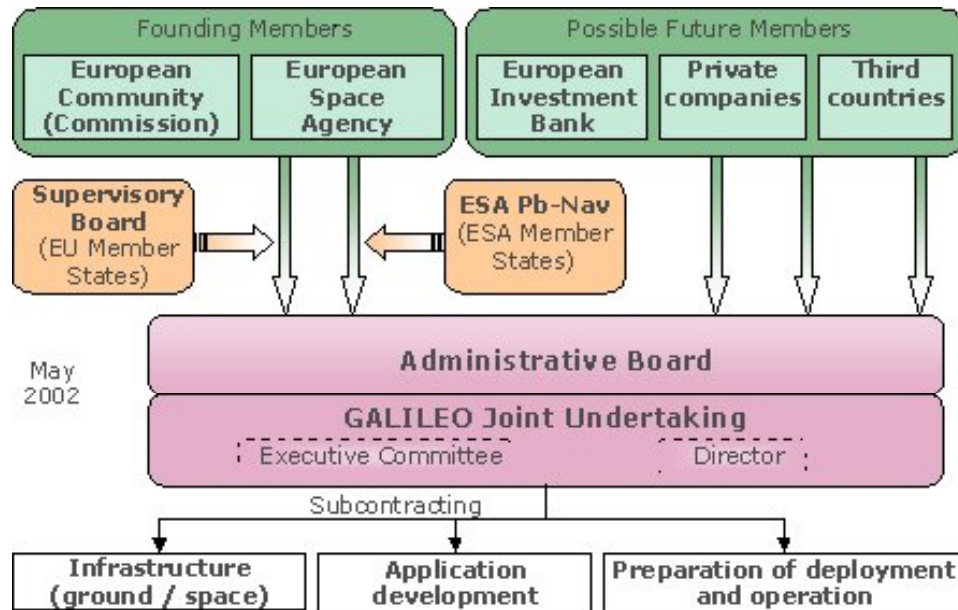 Founding Members
European
Community
(Commission)
European
Space
Agency
Possible Future Members
European
Investment
Bank
Private
companies
Third
countries
Supervisory
Board
(EU Member
States)
ESA Pb-Nav
(ESA Member
States)
May
2002
Administrative Board
GALILEO Joint Undertaking
Executive Committee
Director
Subcontracting
Infrastructure
(ground / space)
Application
development
Preparation of deployment
and operation